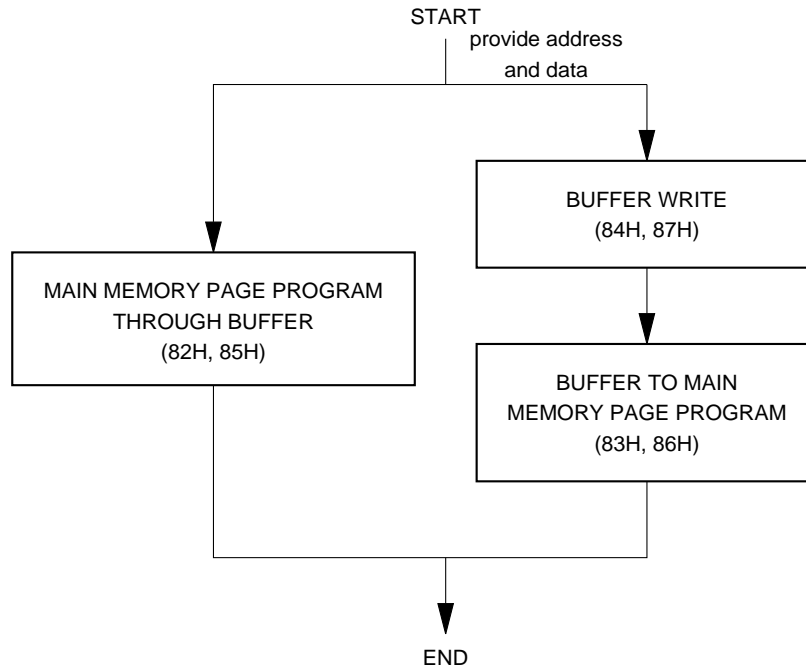 START
provide address
and data
BUFFER WRITE
(84H, 87H)
MAIN MEMORY PAGE PROGRAM
THROUGH BUFFER
(82H, 85H)
BUFFER TO MAIN
MEMORY PAGE PROGRAM
(83H, 86H)
END